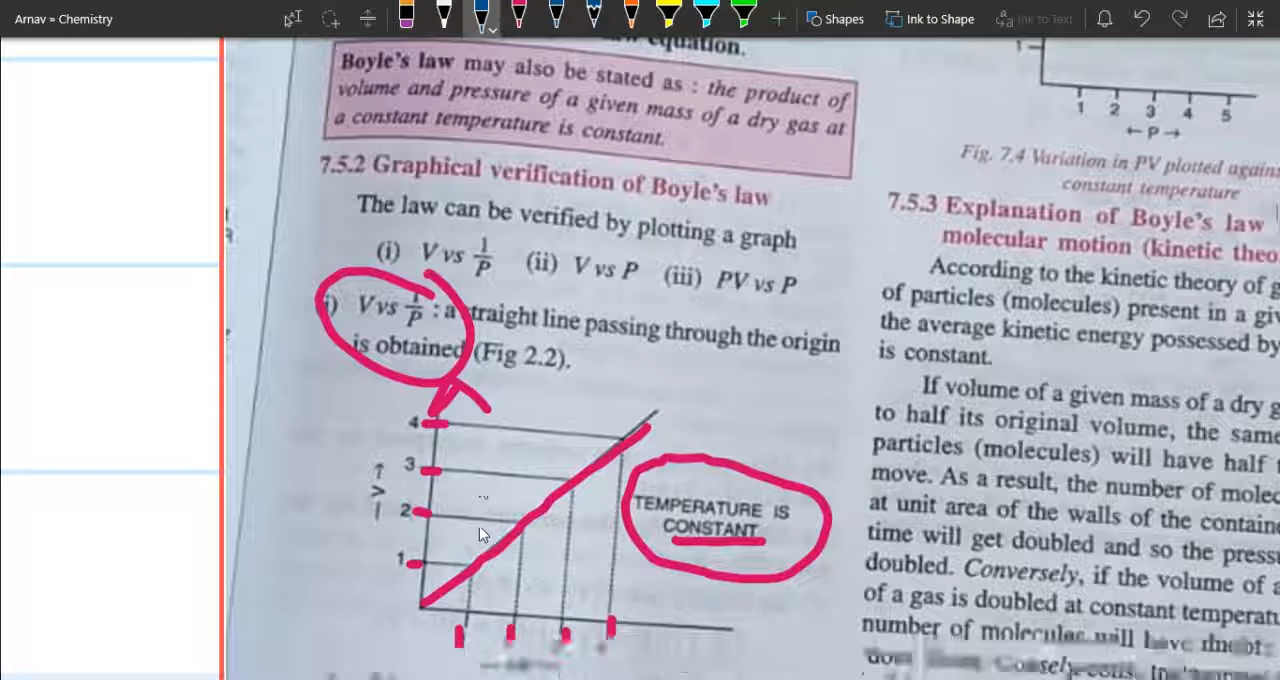 Arnav » Chemistry
Shapes
Ink to Shape
Ink to Text
equation.
Boyle's law may also be stated as : the product of
volume and pressure of a given mass of a dry gas at
a constant temperature is constant.
7.5.2 Graphical verification of Boyle's law
The law can be verified by plotting a graph
(i) V vs 1/P (ii) V vs P (iii) PV vs P
V vs 1/P : a straight line passing through the origin
is obtained (Fig 2.2).
4
3
2
1
V
TEMPERATURE IS
CONSTANT
1
1 2 3 4 5
←P→
Fig. 7.4 Variation in PV plotted
constant temperature
7.5.3 Explanation of Boyle's law
molecular motion (kinetic
According to the kinetic theory of
of particles (molecules) present in a
the average kinetic energy possessed by
is constant.
If volume of a given mass of a dry
to half its original volume, the same
particles (molecules) will have half
move. As a result, the number of
at unit area of the walls of the
time will get doubled and so the
doubled. Conversely, if the volume of
of a gas is doubled at constant
number of will have